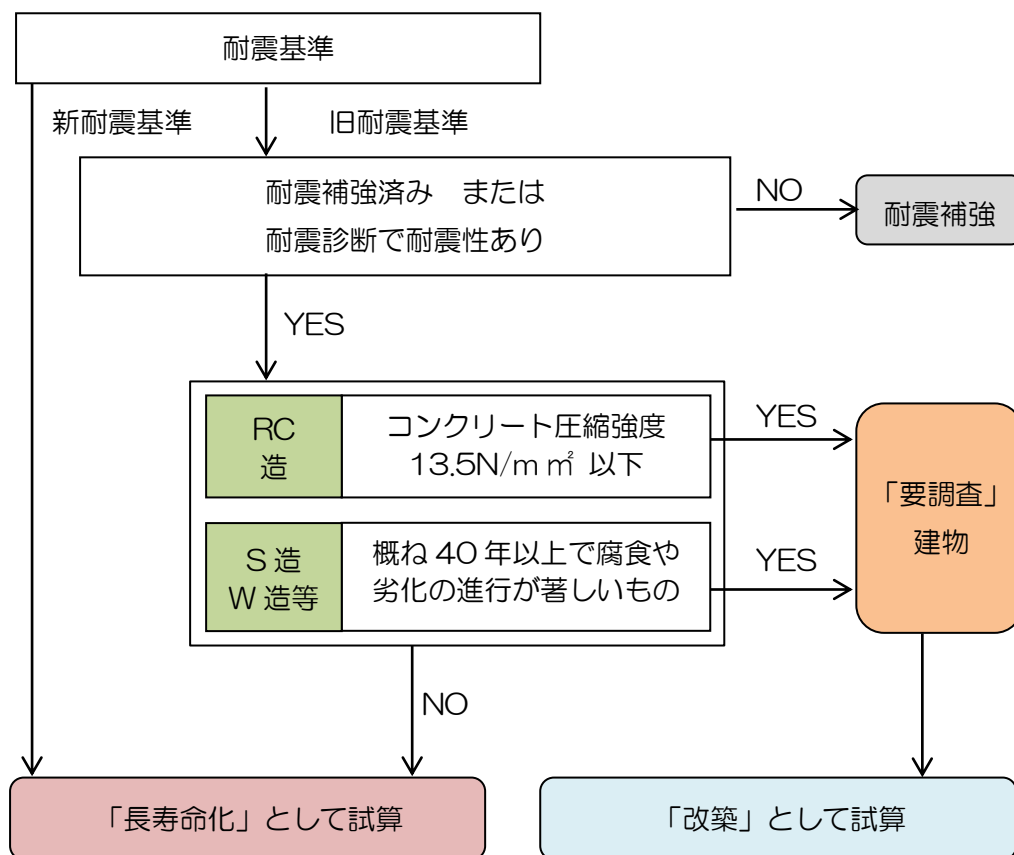 耐震基準
新耐震基準
旧耐震基準
耐震補強済み　または
耐震診断で耐震性あり
NO
耐震補強
YES
RC
造
コンクリート圧縮強度
13.5N/ｍ㎡ 以下
YES
「要調査」
建物
S 造
W 造等
概ね 40 年以上で腐食や
劣化の進行が著しいもの
YES
NO
「長寿命化」として試算
「改築」として試算